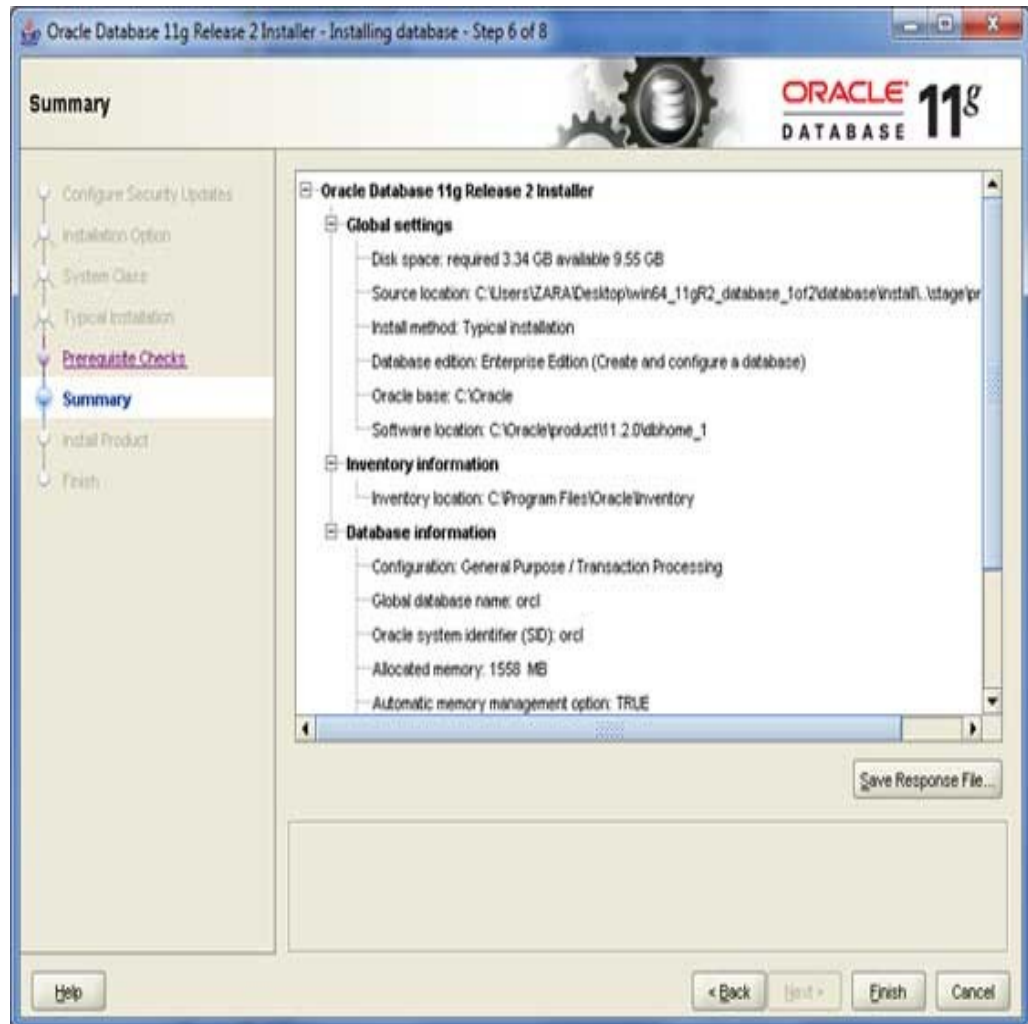 Oracle Database 11g Release 2 Installer - Installing database - Step 6 of 8
Summary
ORACLE
DATABASE
11g
Configure Security Updates
Installation Option
System Class
Typical Installation
Prerequisite Checks
Summary
Install Product
Finish
Oracle Database 11g Release 2 Installer
Global settings
Disk space: required 3.34 GB available 9.55 GB
Source location: C:\Users\ZARA\Desktop\win64_11gR2_database_1of2\database\install\..\stage\pr
Install method: Typical installation
Database edition: Enterprise Edition (Create and configure a database)
Oracle base: C:\Oracle
Software location: C:\Oracle\product\11.2.0\dbhome_1
Inventory information
Inventory location: C:\Program Files\Oracle\Inventory
Database information
Configuration: General Purpose / Transaction Processing
Global database name: orcl
Oracle system identifier (SID): orcl
Allocated memory: 1558 MB
Automatic memory management option: TRUE
Save Response File...
Help
< Back
Next >
Finish
Cancel